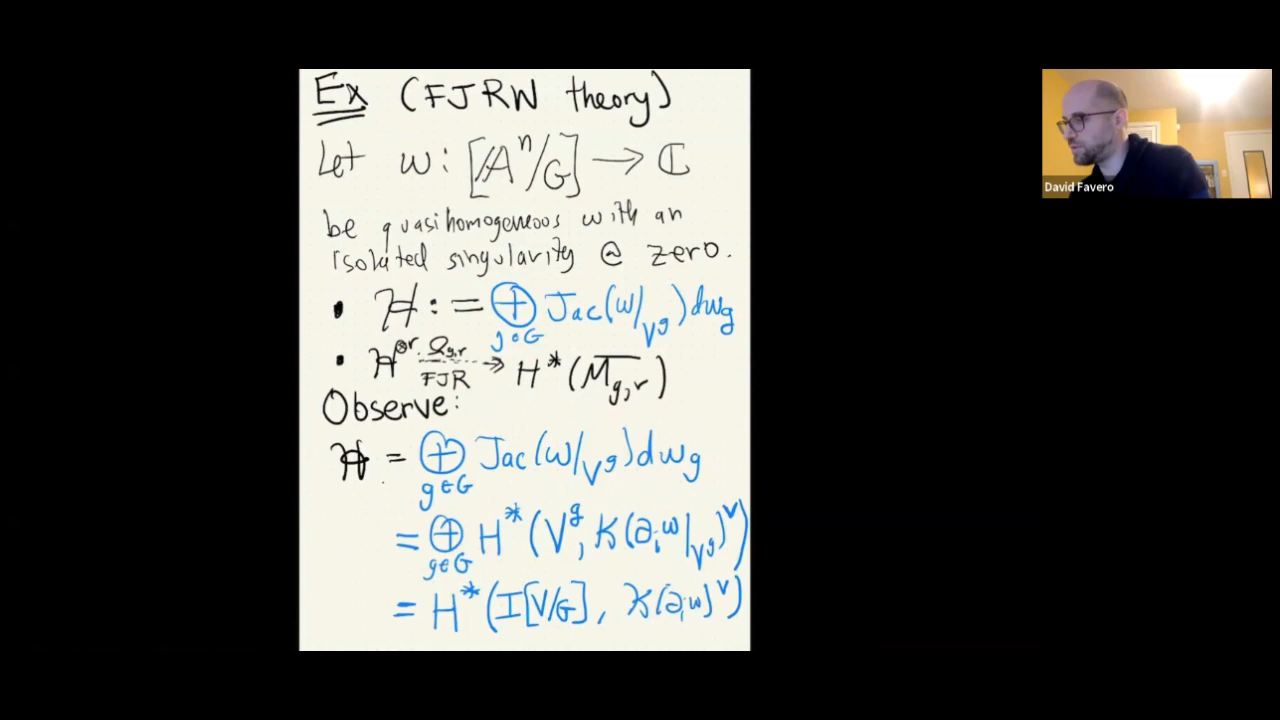 Ex (FJRW theory)
Let w: [𝔸ⁿ/G] → ℂ
be quasihomogeneous with an
isolated singularity @ zero.
• ℋ := ⊕_{g∈G} Jac(w|_{V^g}) dw_g
• ℋ^{⊗r} --Ω_{g,r} / FJR--> H*(M̅_{g,r})
Observe:
ℋ = ⊕_{g∈G} Jac(w|_{V^g}) dw_g
= ⊕_{g∈G} H*(V^g, K(∂_i w|_{V^g})^∨)
= H*(I[V/G], K(∂_i w)^∨)
David Favero